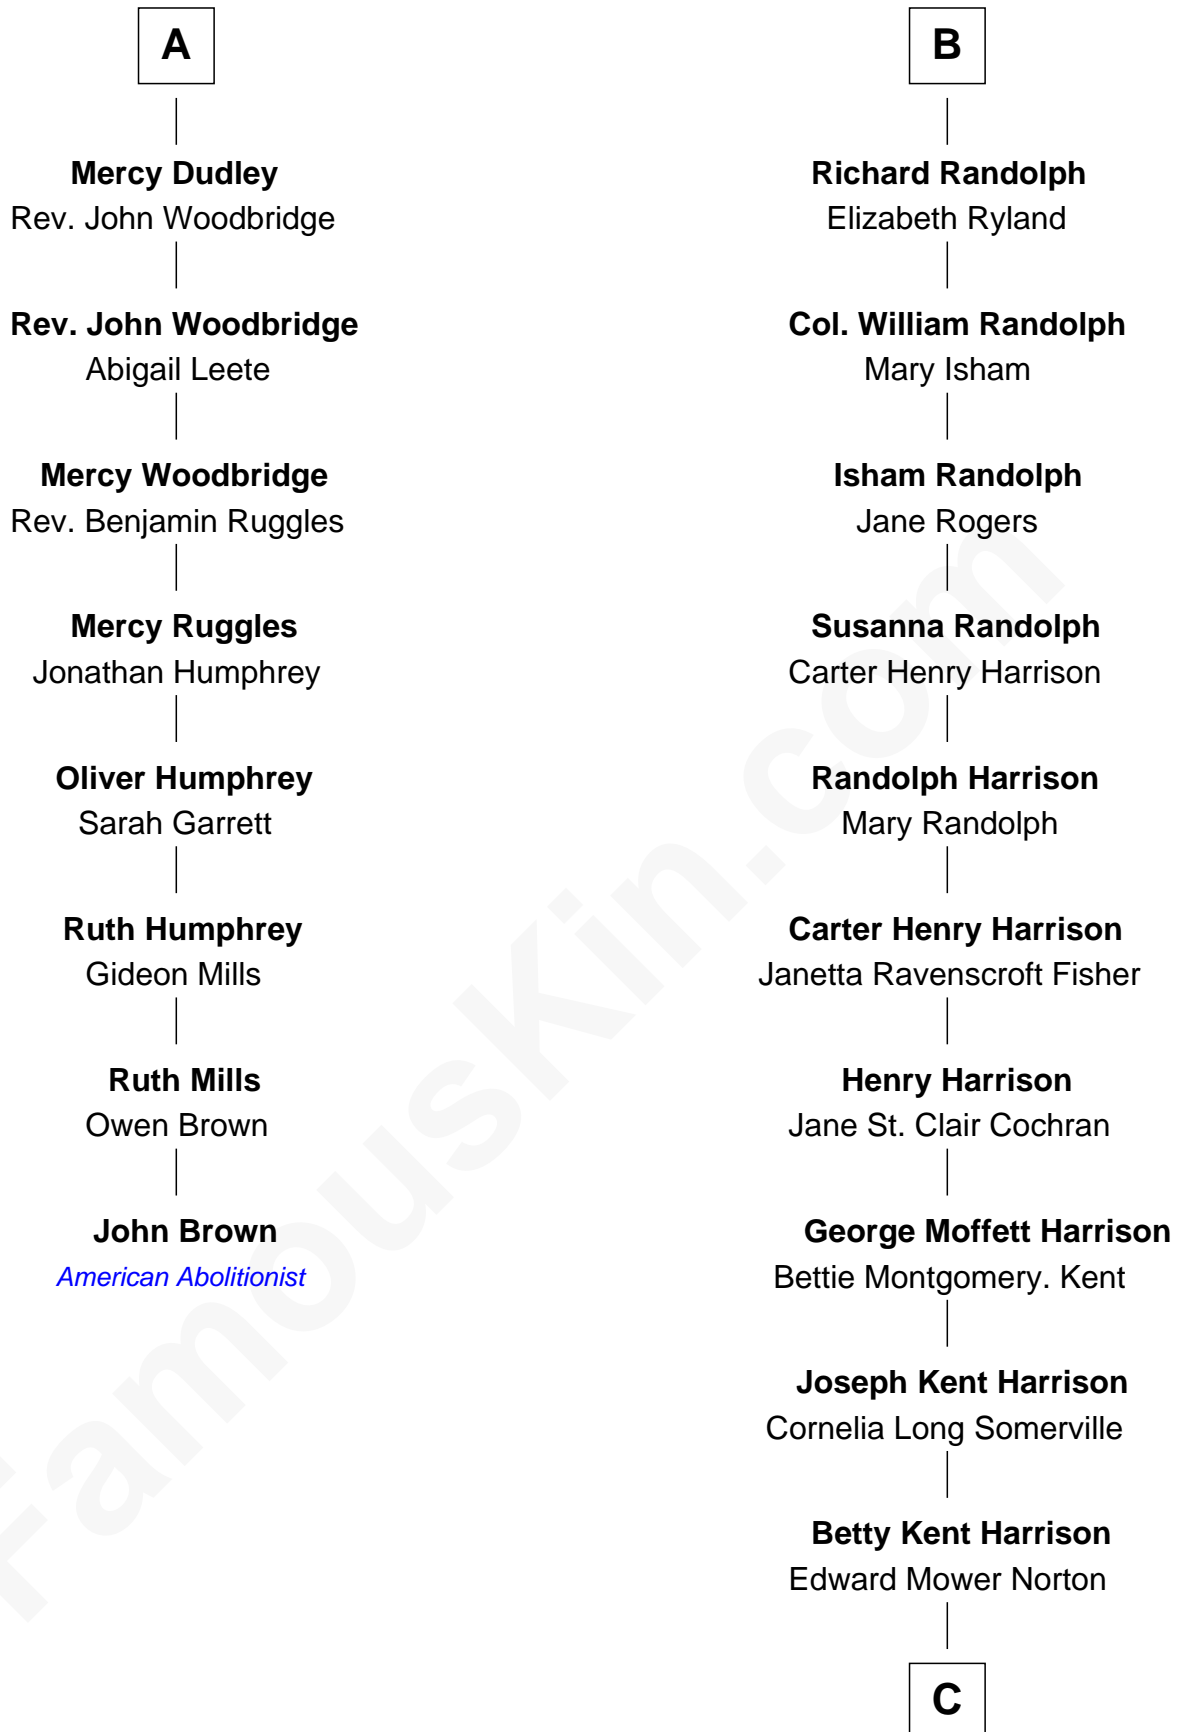 A
Mercy Dudley
Rev. John Woodbridge
Rev. John Woodbridge
Abigail Leete
Mercy Woodbridge
Rev. Benjamin Ruggles
Mercy Ruggles
Jonathan Humphrey
Oliver Humphrey
Sarah Garrett
Ruth Humphrey
Gideon Mills
Ruth Mills
Owen Brown
John Brown
American Abolitionist
B
Richard Randolph
Elizabeth Ryland
Col. William Randolph
Mary Isham
Isham Randolph
Jane Rogers
Susanna Randolph
Carter Henry Harrison
Randolph Harrison
Mary Randolph
Carter Henry Harrison
Janetta Ravenscroft Fisher
Henry Harrison
Jane St. Clair Cochran
George Moffett Harrison
Bettie Montgomery. Kent
Joseph Kent Harrison
Cornelia Long Somerville
Betty Kent Harrison
Edward Mower Norton
C
FamousKin.com